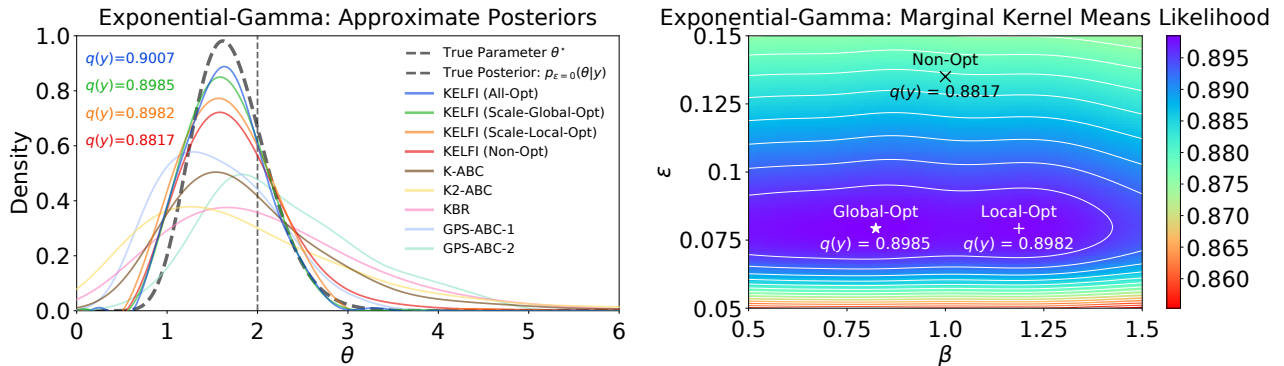 Exponential-Gamma: Approximate Posteriors
Density
1.0
0.8
0.6
0.4
0.2
0.0
0
1
2
3
4
5
6
θ
q(y)=0.9007
q(y)=0.8985
q(y)=0.8982
q(y)=0.8817
True Parameter θ*
True Posterior: pε=0(θ|y)
KELFI (All-Opt)
KELFI (Scale-Global-Opt)
KELFI (Scale-Local-Opt)
KELFI (Non-Opt)
K-ABC
K2-ABC
KBR
GPS-ABC-1
GPS-ABC-2
Exponential-Gamma: Marginal Kernel Means Likelihood
ε
0.15
0.125
0.1
0.075
0.05
0.5
0.75
1.0
1.25
1.5
β
Non-Opt
q(y) = 0.8817
Global-Opt
q(y) = 0.8985
Local-Opt
q(y) = 0.8982
0.895
0.890
0.885
0.880
0.875
0.870
0.865
0.860